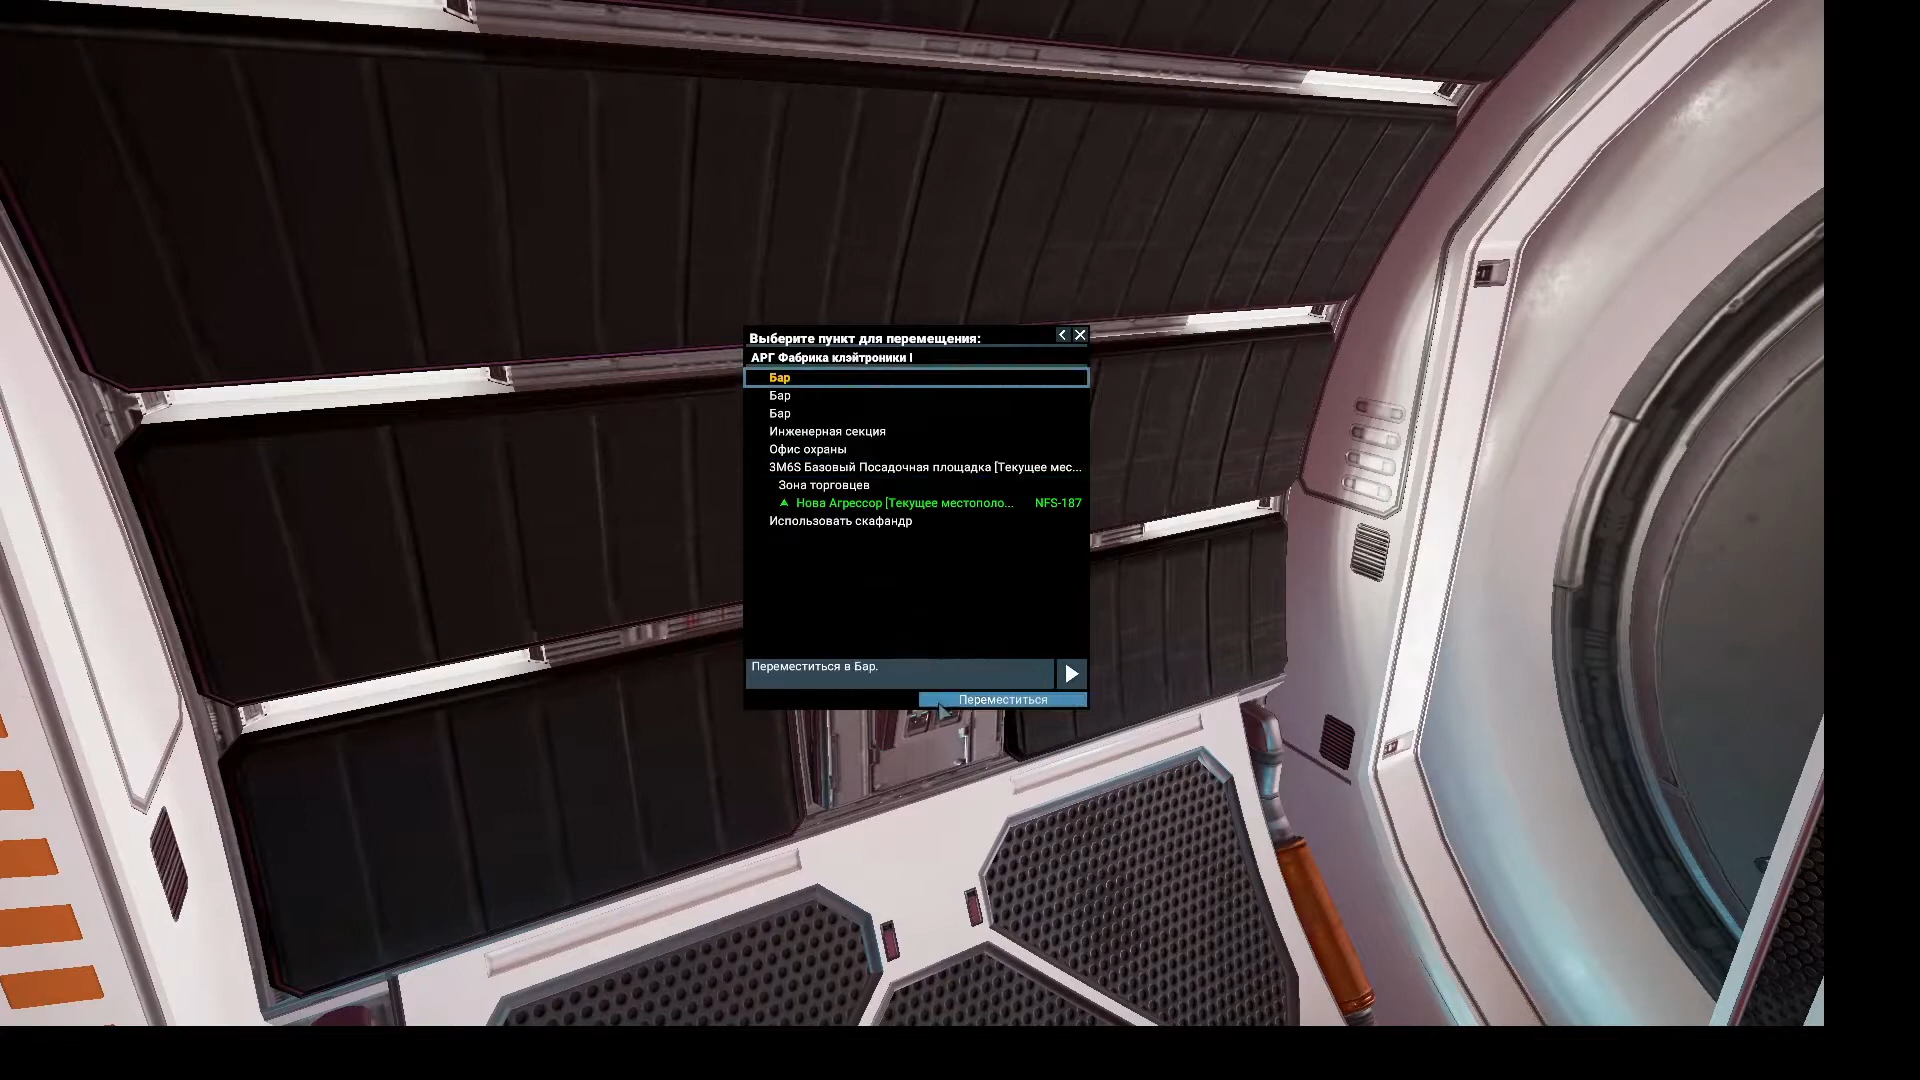 Выберите пункт для перемещения:
АРГ Фабрика клэйтроники I
Бар
Бар
Бар
Инженерная секция
Офис охраны
3M6S Базовый Посадочная площадка [Текущее мес...
Зона торговцев
Нова Агрессор [Текущее местополо... NFS-187
Использовать скафандр
Переместиться в Бар.
Переместиться